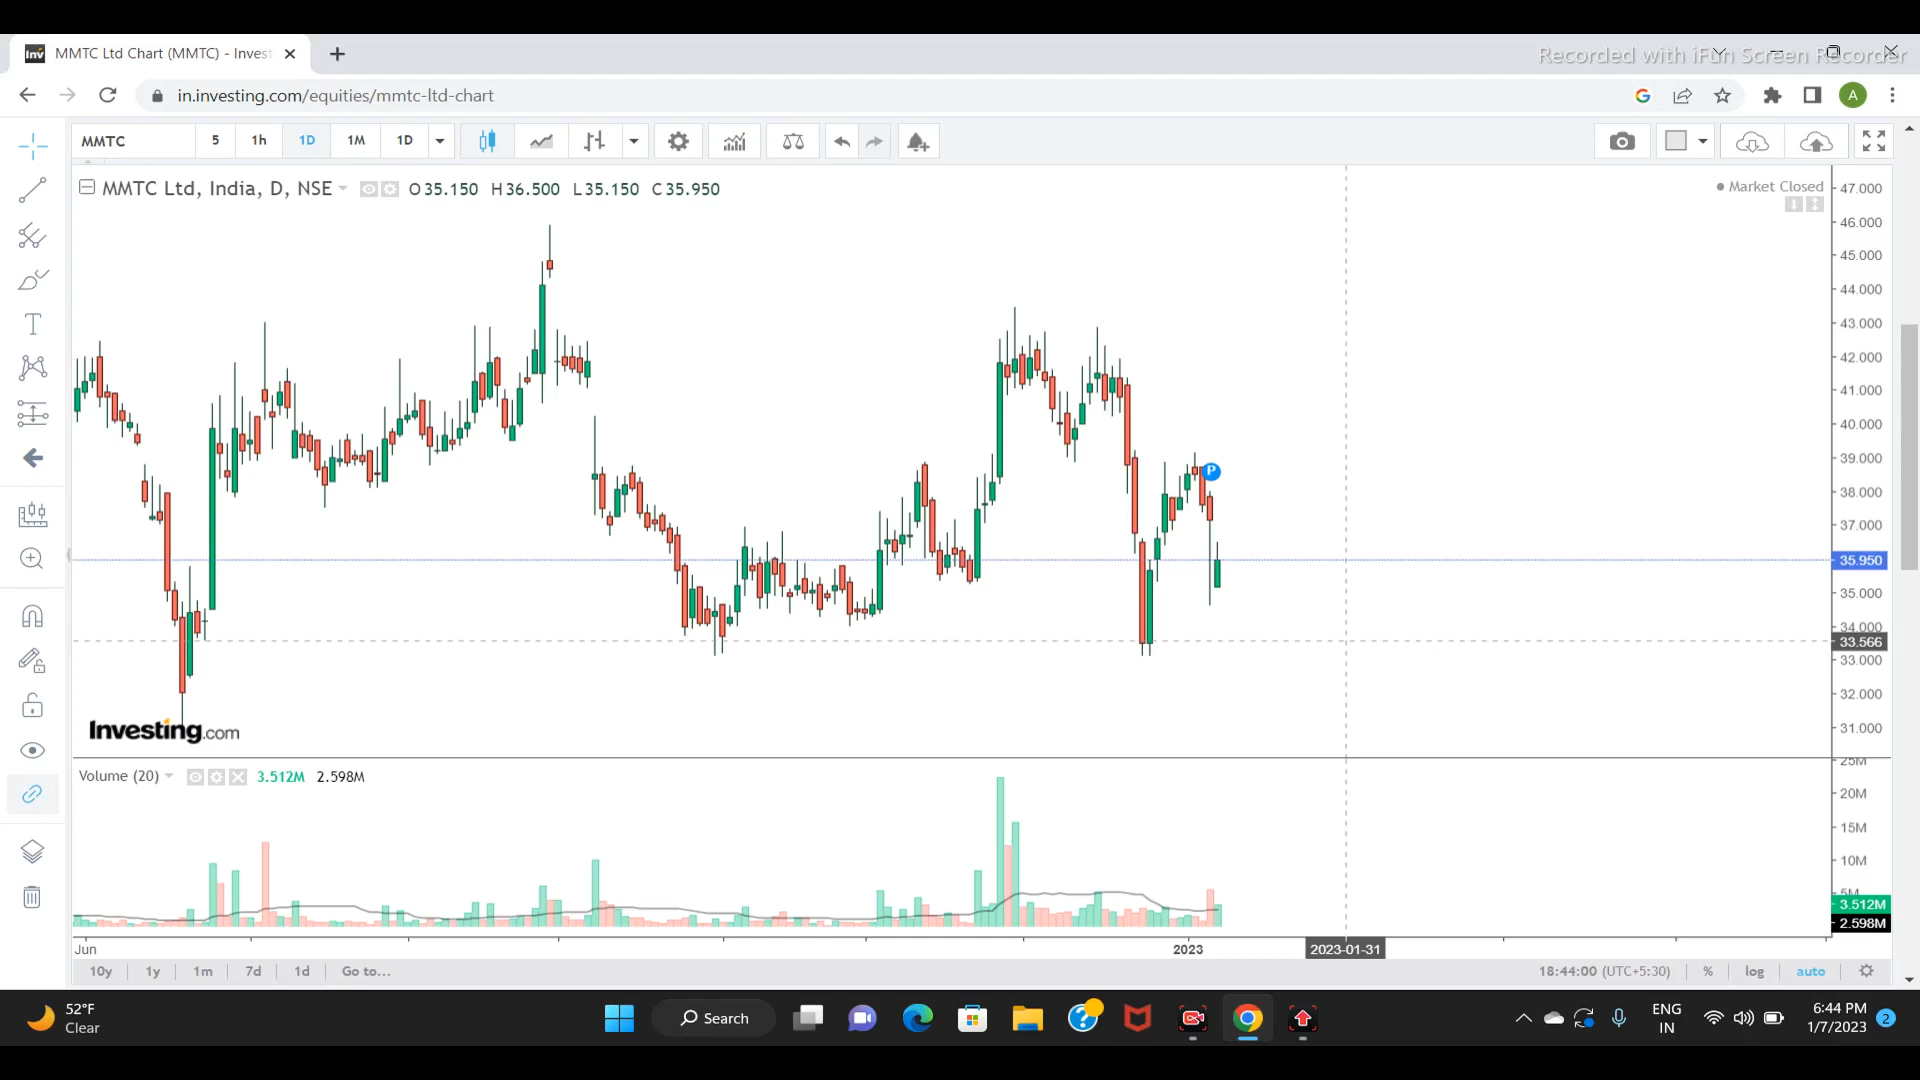 MMTC Ltd Chart (MMTC) - Invest
Recorded with iFun Screen Recorder
in.investing.com/equities/mmtc-ltd-chart
A
MMTC 5 1h 1D 1M 1D
MMTC Ltd, India, D, NSE O35.150 H36.500 L35.150 C35.950
Market Closed
47.000
46.000
45.000
44.000
43.000
42.000
41.000
40.000
39.000
P
38.000
37.000
35.950
35.000
34.000
33.566
33.000
32.000
31.000
Investing.com
Volume (20) 3.512M 2.598M
25M
20M
15M
10M
5M
3.512M
2.598M
Jun 2023 2023-01-31
10y 1y 1m 7d 1d Go to... 18:44:00 (UTC+5:30) % log auto
52°F
Clear
Search
ENG
IN
6:44 PM
1/7/2023
2